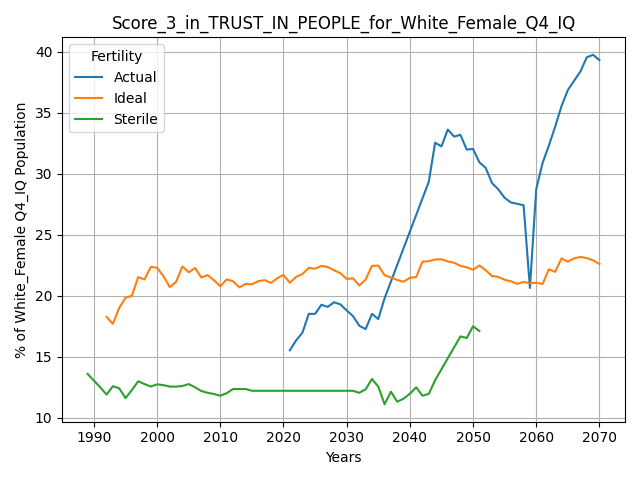 Score_3_in_TRUST_IN_PEOPLE_for_White_Female_Q4_IQ
Fertility
Actual
Ideal
Sterile
% of White_Female Q4_IQ Population
40
35
30
25
20
15
10
1990 2000 2010 2020 2030 2040 2050 2060 2070
Years